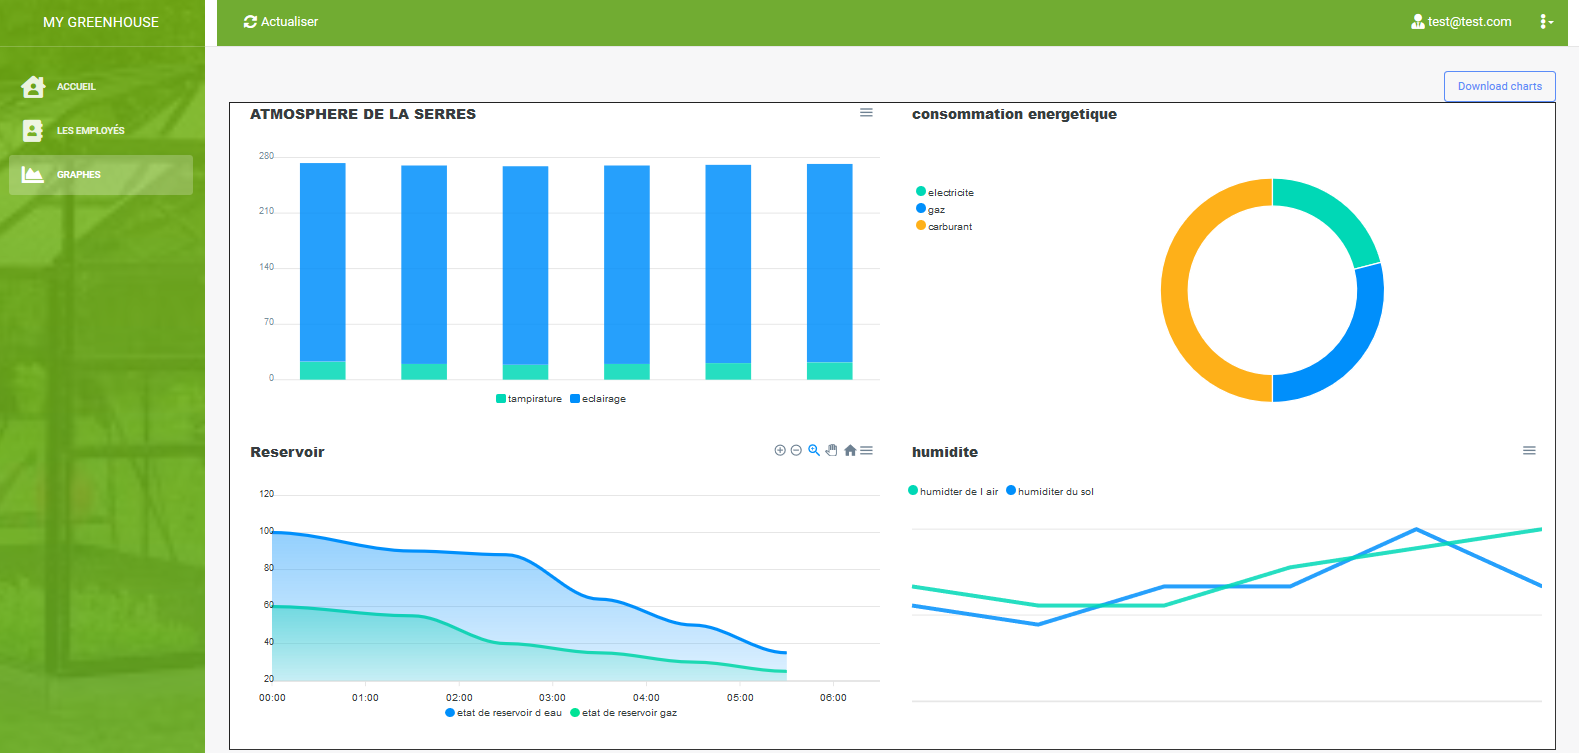 MY GREENHOUSE
Actualiser
test@test.com
ACCUEIL
LES EMPLOYÉS
GRAPHES
Download charts
ATMOSPHERE DE LA SERRES
280
210
140
70
0
tampirature eclairage
consommation energetique
electricite
gaz
carburant
Reservoir
120
100
80
60
40
20
00:00 01:00 02:00 03:00 04:00 05:00 06:00
etat de reservoir d eau etat de reservoir gaz
humidite
humidter de l air humiditer du sol